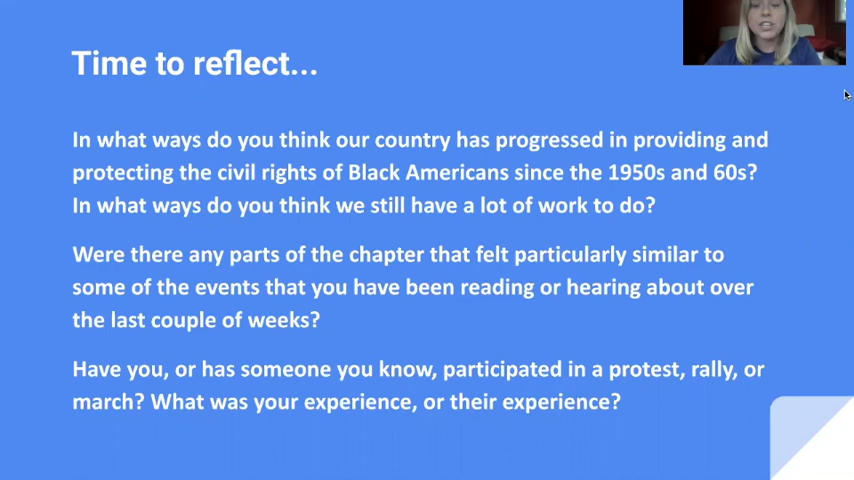 Time to reflect...
In what ways do you think our country has progressed in providing and
protecting the civil rights of Black Americans since the 1950s and 60s?
In what ways do you think we still have a lot of work to do?
Were there any parts of the chapter that felt particularly similar to
some of the events that you have been reading or hearing about over
the last couple of weeks?
Have you, or has someone you know, participated in a protest, rally, or
march? What was your experience, or their experience?